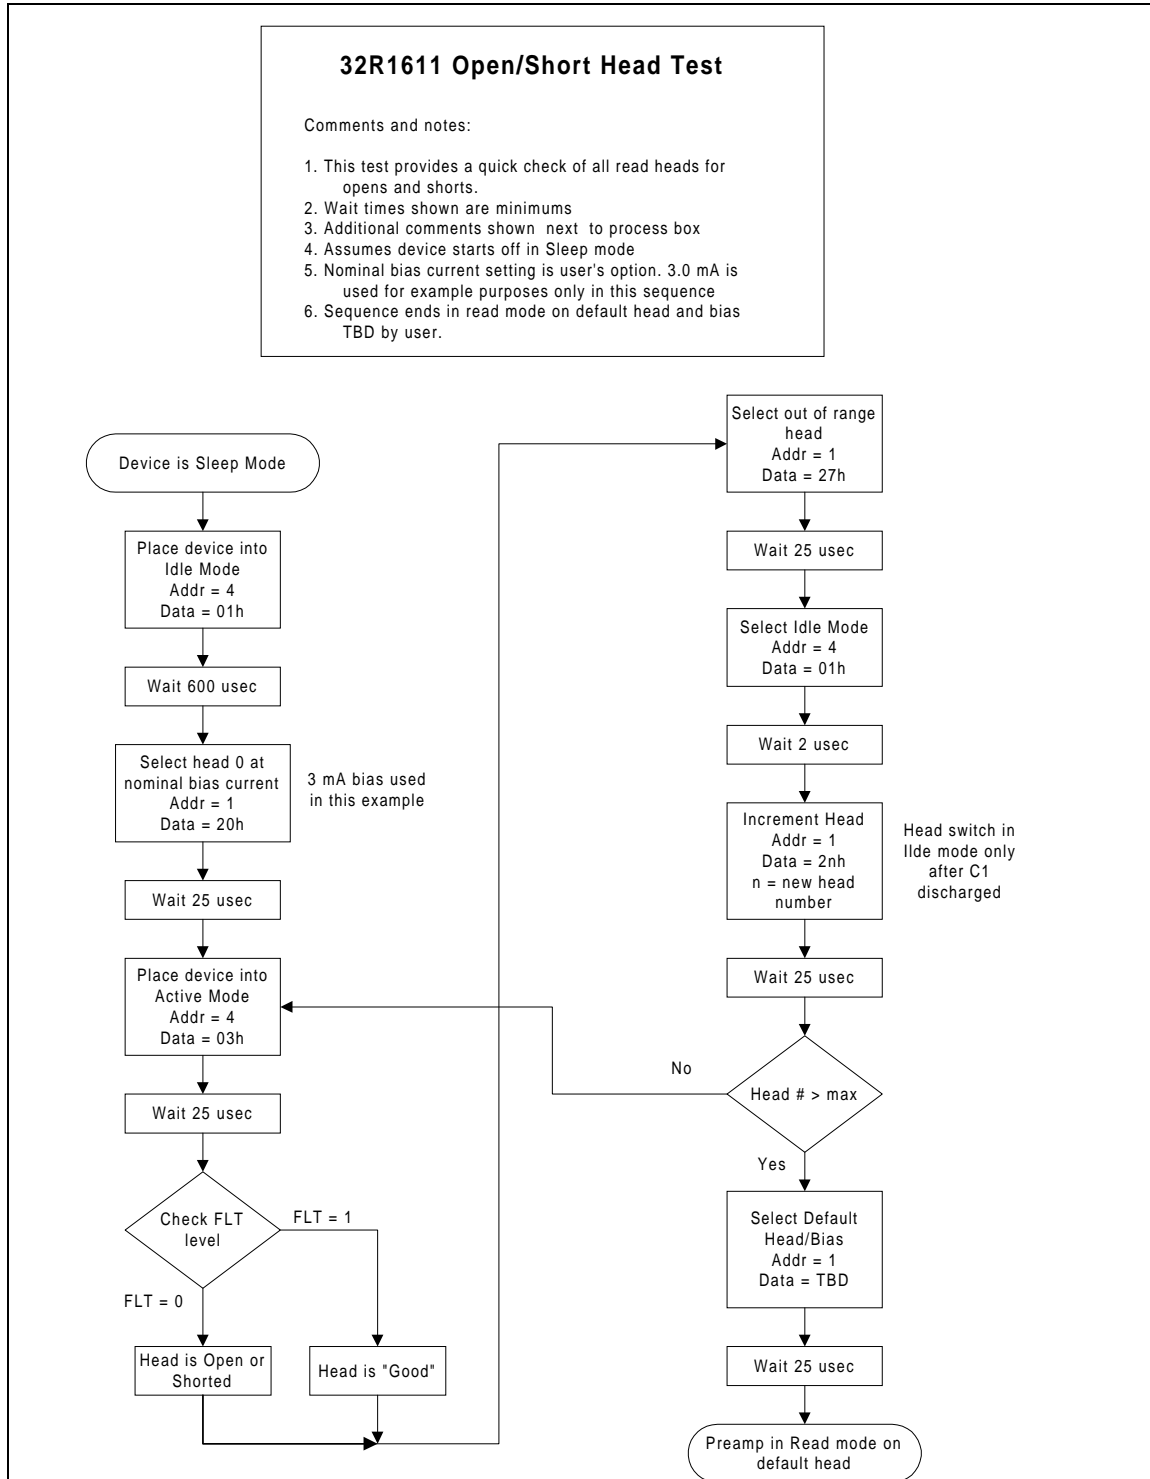 32R1611 Open/Short Head Test
Comments and notes:
1. This test provides a quick check of all read heads for
opens and shorts.
2. Wait times shown are minimums
3. Additional comments shown next to process box
4. Assumes device starts off in Sleep mode
5. Nominal bias current setting is user's option. 3.0 mA is
used for example purposes only in this sequence
6. Sequence ends in read mode on default head and bias
TBD by user.
Device is Sleep Mode
Place device into
Idle Mode
Addr = 4
Data = 01h
Wait 600 usec
Select head 0 at
nominal bias current
Addr = 1
Data = 20h
3 mA bias used
in this example
Wait 25 usec
Place device into
Active Mode
Addr = 4
Data = 03h
Wait 25 usec
Check FLT
level
FLT = 1
FLT = 0
Head is Open or
Shorted
Head is "Good"
Select out of range
head
Addr = 1
Data = 27h
Wait 25 usec
Select Idle Mode
Addr = 4
Data = 01h
Wait 2 usec
Increment Head
Addr = 1
Data = 2nh
n = new head
number
Head switch in
Ilde mode only
after C1
discharged
Wait 25 usec
No
Head # > max
Yes
Select Default
Head/Bias
Addr = 1
Data = TBD
Wait 25 usec
Preamp in Read mode on
default head